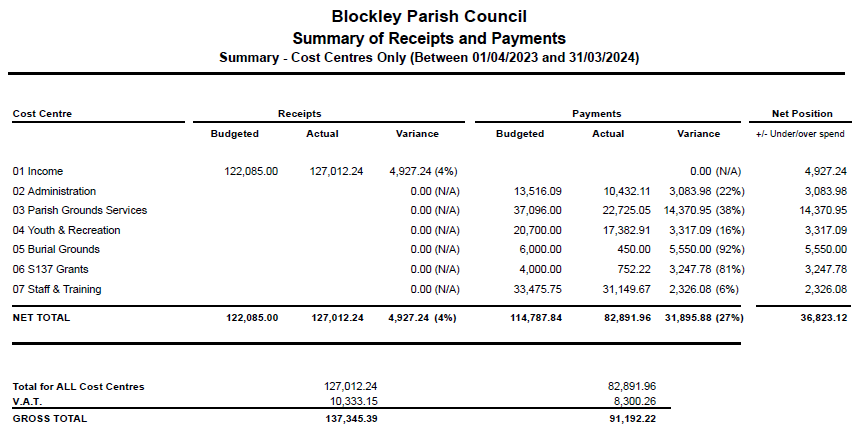 Blockley Parish Council
Summary of Receipts and Payments
Summary - Cost Centres Only (Between 01/04/2023 and 31/03/2024)
Cost Centre Receipts Payments Net Position
Budgeted Actual Variance Budgeted Actual Variance +/- Under/over spend
01 Income 122,085.00 127,012.24 4,927.24 (4%) 0.00 (N/A) 4,927.24
02 Administration 0.00 (N/A) 13,516.09 10,432.11 3,083.98 (22%) 3,083.98
03 Parish Grounds Services 0.00 (N/A) 37,096.00 22,725.05 14,370.95 (38%) 14,370.95
04 Youth & Recreation 0.00 (N/A) 20,700.00 17,382.91 3,317.09 (16%) 3,317.09
05 Burial Grounds 0.00 (N/A) 6,000.00 450.00 5,550.00 (92%) 5,550.00
06 S137 Grants 0.00 (N/A) 4,000.00 752.22 3,247.78 (81%) 3,247.78
07 Staff & Training 0.00 (N/A) 33,475.75 31,149.67 2,326.08 (6%) 2,326.08
NET TOTAL 122,085.00 127,012.24 4,927.24 (4%) 114,787.84 82,891.96 31,895.88 (27%) 36,823.12
Total for ALL Cost Centres 127,012.24 82,891.96
V.A.T. 10,333.15 8,300.26
GROSS TOTAL 137,345.39 91,192.22